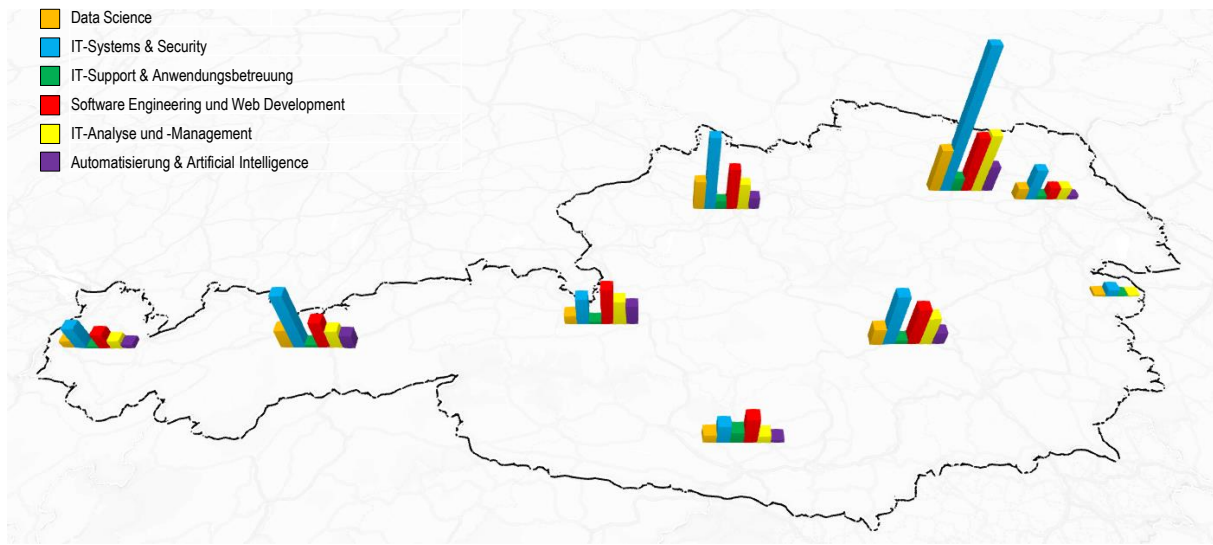 Data Science
IT-Systems & Security
IT-Support & Anwendungsbetreuung
Software Engineering und Web Development
IT-Analyse und -Management
Automatisierung & Artificial Intelligence